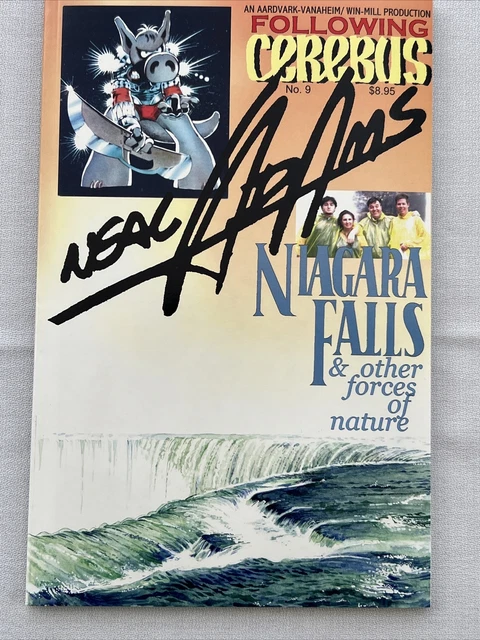 AN AARDVARK-VANAHEIM/ WIN-MILL PRODUCTION
FOLLOWING
CEREBUS
No. 9 $8.95
NEAL ADAMS
NIAGARA
FALLS
& other
forces
of
nature